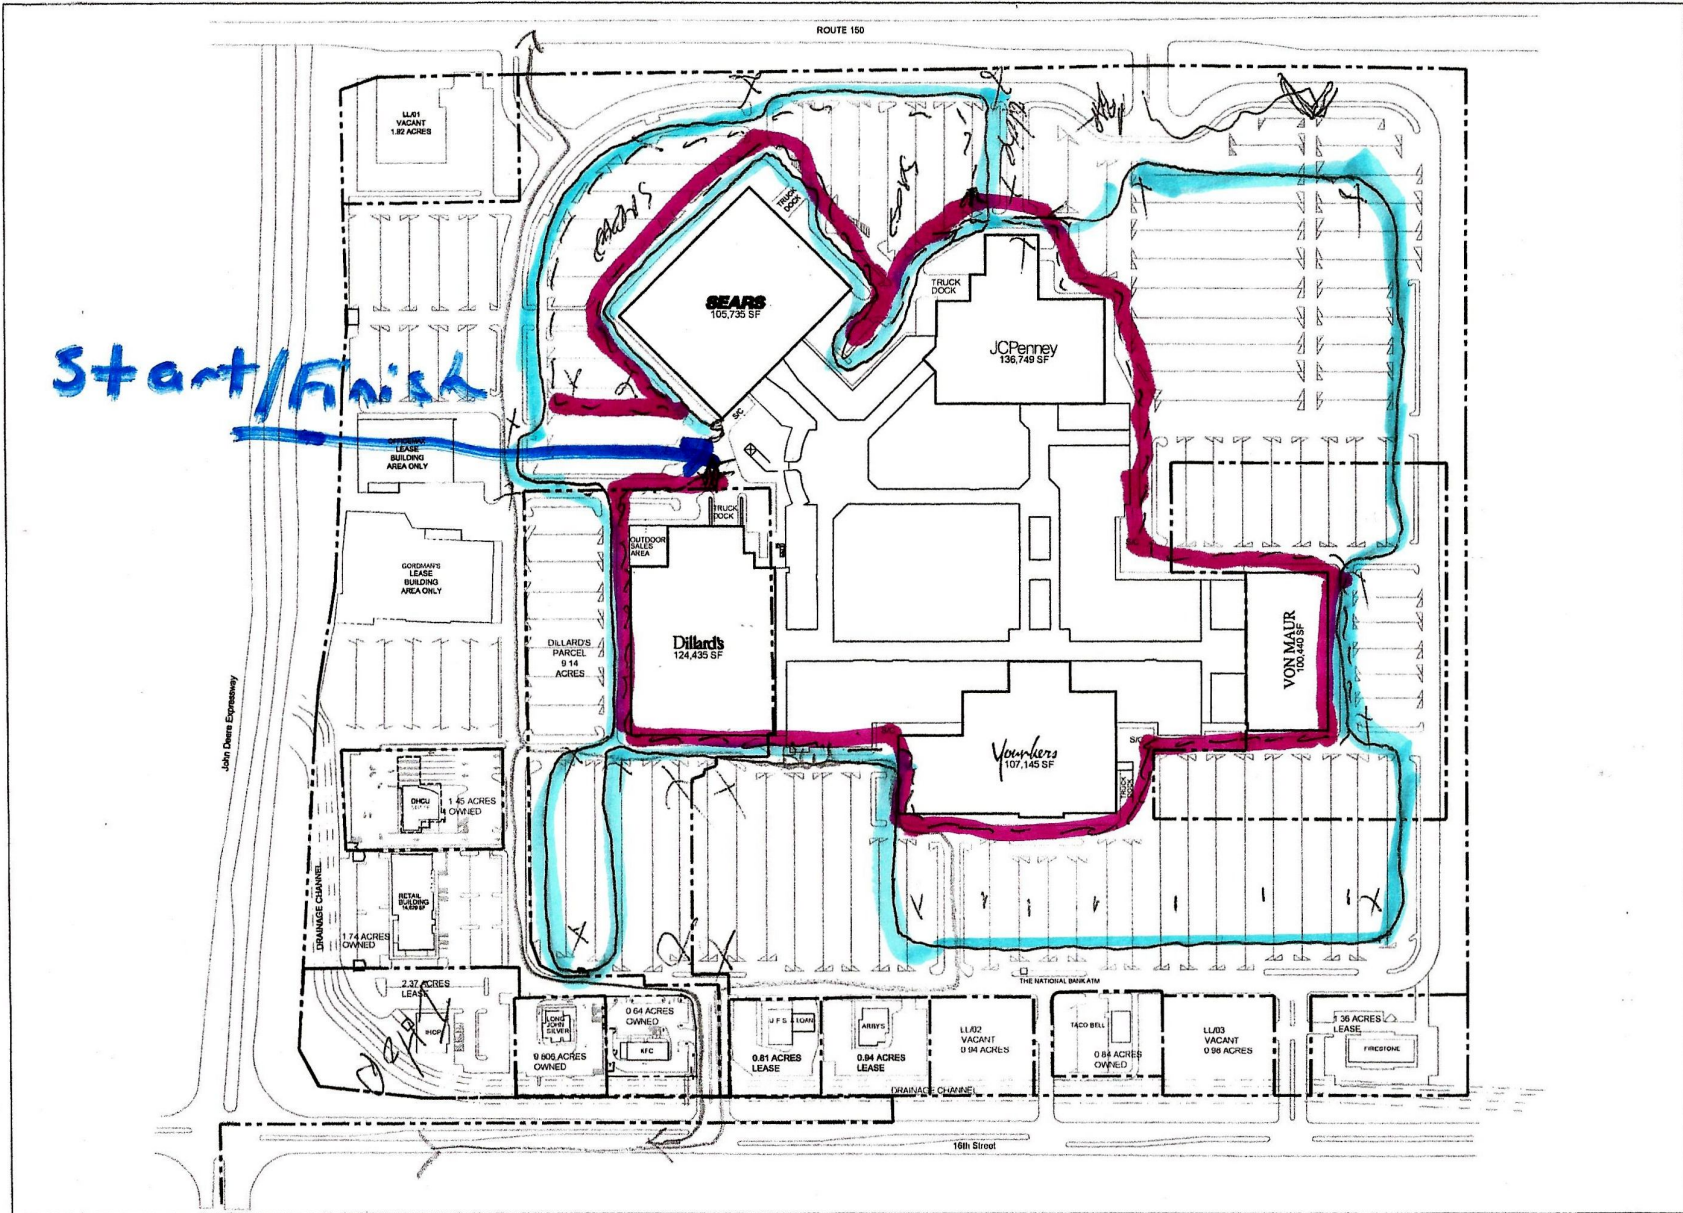 ROUTE 150
LL/01
VACANT
1.82 ACRES
TRUCK
DOCK
SEARS
105,735 SF
TRUCK
DOCK
JCPenney
136,749 SF
Start/Finish
S/C
LEASE
BUILDING
AREA ONLY
TRUCK
DOCK
OUTDOOR
SALES
AREA
GORDMAN'S
LEASE
BUILDING
AREA ONLY
Dillard's
124,435 SF
DILLARD'S
PARCEL
9.14
ACRES
VON MAUR
100,440 SF
Younkers
107,145 SF
S/C
TRUCK
DOCK
John Deere Expressway
DHCU
1.45 ACRES
OWNED
DRAINAGE CHANNEL
RETAIL
BUILDING
1.74 ACRES
OWNED
2.37 ACRES
LEASE
IHOP
LONG
JOHN
SILVER
0.806 ACRES
OWNED
0.64 ACRES
OWNED
KFC
0.81 ACRES
LEASE
ARBY'S
0.94 ACRES
LEASE
LL/02
VACANT
0.94 ACRES
THE NATIONAL BANK ATM
TACO BELL
0.84 ACRES
OWNED
LL/03
VACANT
0.98 ACRES
1.36 ACRES
LEASE
FIRESTONE
DRAINAGE CHANNEL
16th Street